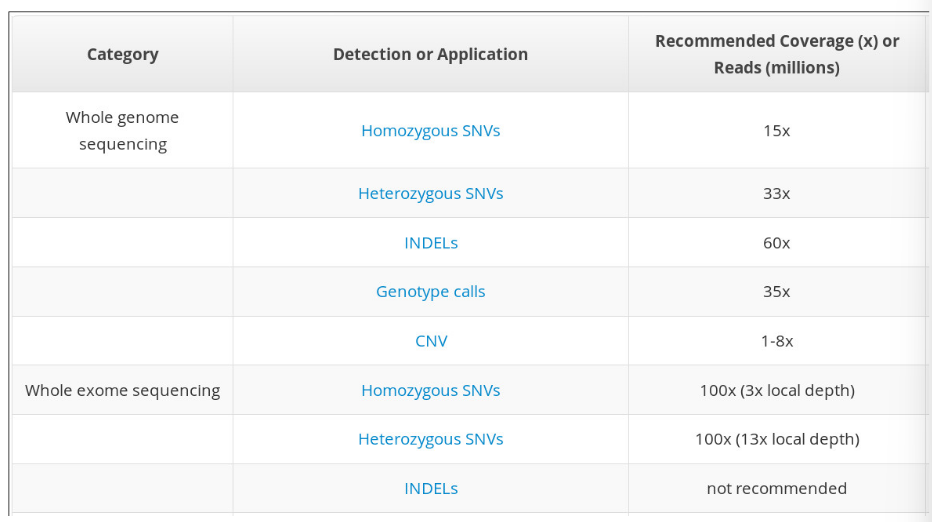 Category Detection or Application Recommended Coverage (x) or
Reads (millions)
Whole genome
sequencing Homozygous SNVs 15x
Heterozygous SNVs 33x
INDELs 60x
Genotype calls 35x
CNV 1-8x
Whole exome sequencing Homozygous SNVs 100x (3x local depth)
Heterozygous SNVs 100x (13x local depth)
INDELs not recommended